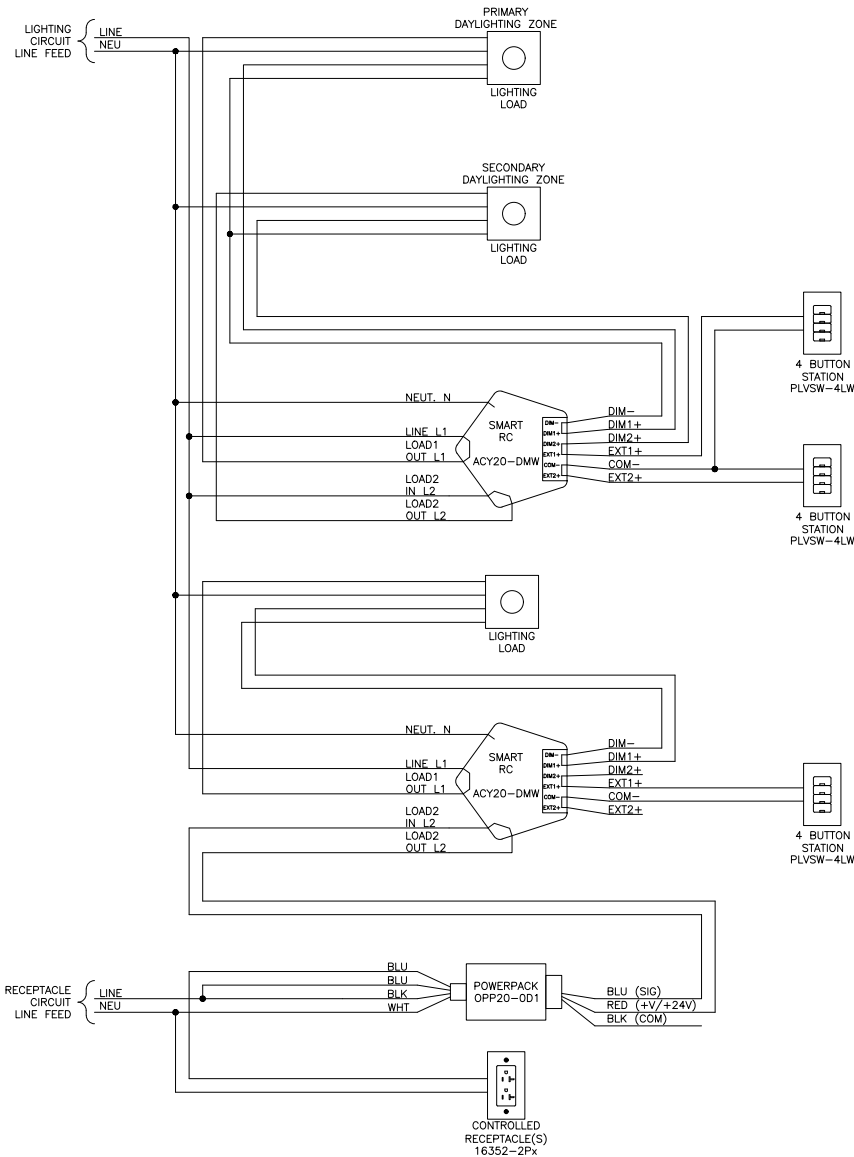 PRIMARY
DAYLIGHTING ZONE
LIGHTING
CIRCUIT
LINE FEED
LINE
NEU
LIGHTING
LOAD
SECONDARY
DAYLIGHTING ZONE
LIGHTING
LOAD
4 BUTTON
STATION
PLVSW-4LW
NEUT. N
LINE L1
LOAD1
OUT L1
LOAD2
IN L2
LOAD2
OUT L2
SMART
RC
ACY20-DMW
DIM-
DIM1+
DIM2+
EXT1+
COM-
EXT2+
DIM-
DIM1+
DIM2+
EXT1+
COM-
EXT2+
4 BUTTON
STATION
PLVSW-4LW
LIGHTING
LOAD
NEUT. N
LINE L1
LOAD1
OUT L1
LOAD2
IN L2
LOAD2
OUT L2
SMART
RC
ACY20-DMW
DIM-
DIM1+
DIM2+
EXT1+
COM-
EXT2+
DIM-
DIM1+
DIM2+
EXT1+
COM-
EXT2+
4 BUTTON
STATION
PLVSW-4LW
RECEPTACLE
CIRCUIT
LINE FEED
LINE
NEU
BLU
BLU
BLK
WHT
POWERPACK
OPP20-0D1
BLU (SIG)
RED (+V/+24V)
BLK (COM)
CONTROLLED
RECEPTACLE(S)
16352-2Px